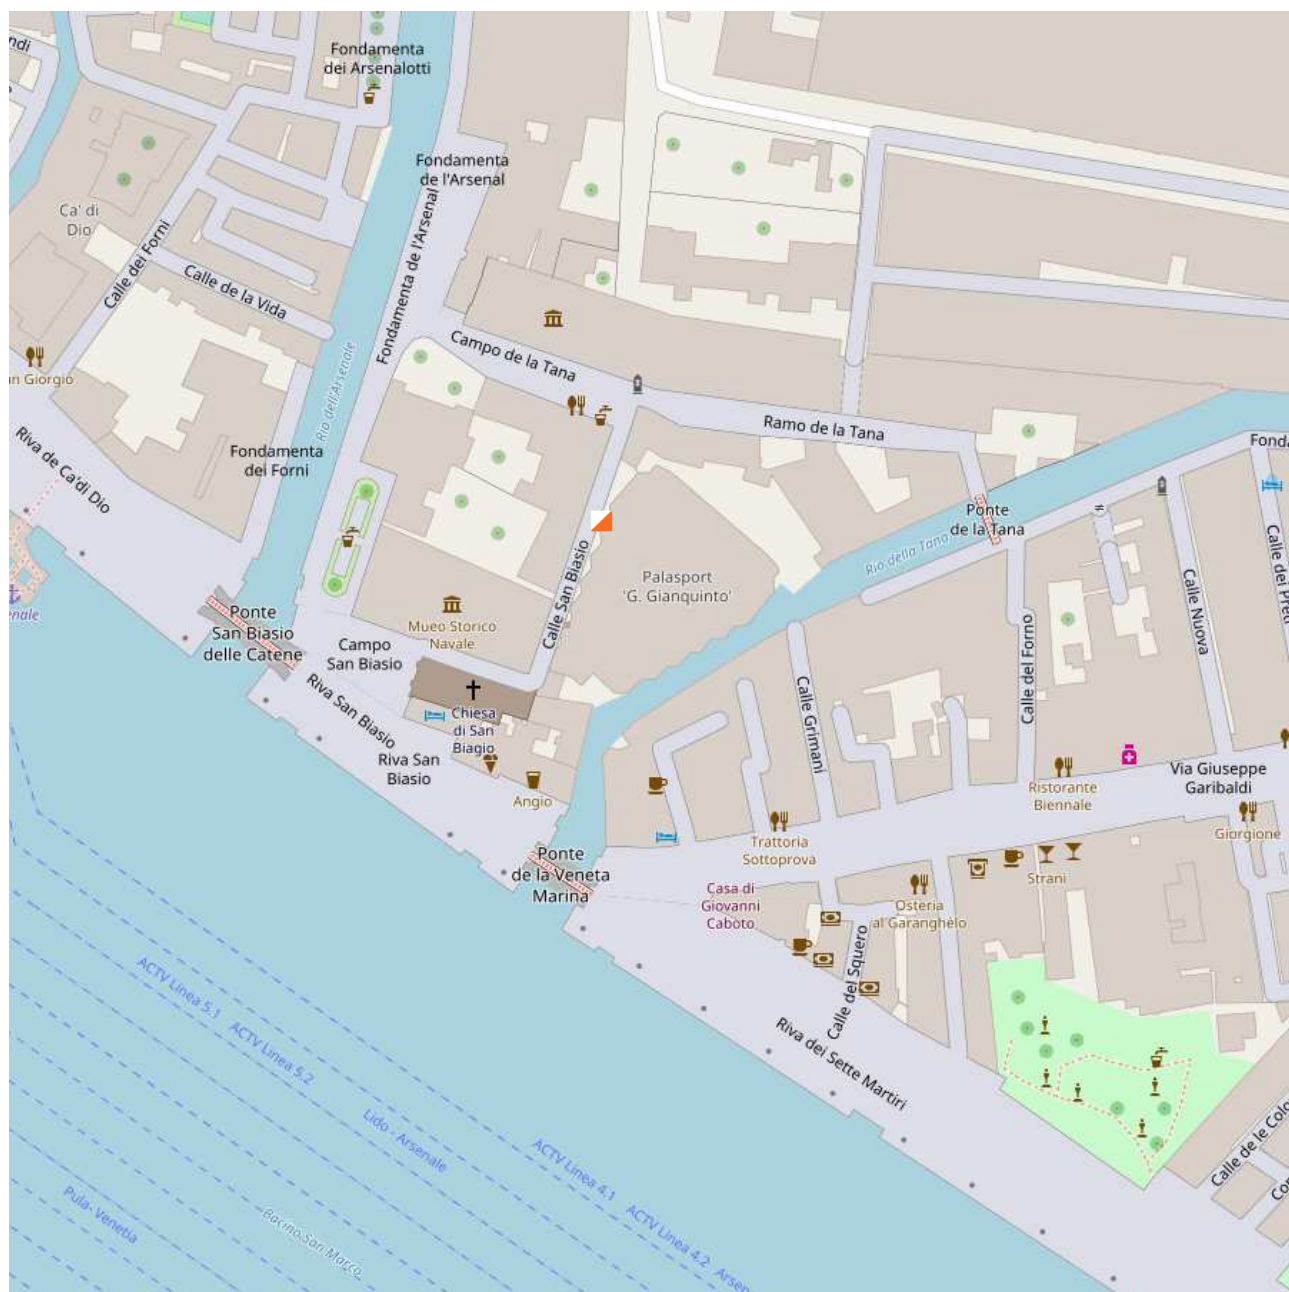 Fondamenta
dei Arsenalotti
Fondamenta
de l'Arsenal
Ca' di
Dio
Calle dei Forni
Calle de la Vida
Fondamenta de l'Arsenal
Rio dell'Arsenale
Campo de la Tana
Ramo de la Tana
Fondamenta
dei Forni
Riva de Ca'di Dio
Ponte
de la Tana
Rio della Tana
Calle Nuova
Calle San Biasio
Palasport
'G. Gianquinto'
Mueo Storico
Navale
Ponte
San Biasio
delle Catene
Campo
San Biasio
Calle del Forno
Calle Grimani
Riva San Biasio
Chiesa
di San
Biagio
Riva San
Biasio
Angio
Ristorante
Biennale
Via Giuseppe
Garibaldi
Giorgione
Trattoria
Sottoprova
Ponte
de la Veneta
Marina
Casa di
Giovanni
Caboto
Strani
Osteria
al Garanghelo
Calle del Squero
Riva dei Sette Martiri
ACTV Linea 5.1
ACTV Linea 5.2
Lido - Arsenale
ACTV Linea 4.1
ACTV Linea 4.2
Pula- Venetia
Bacino San Marco